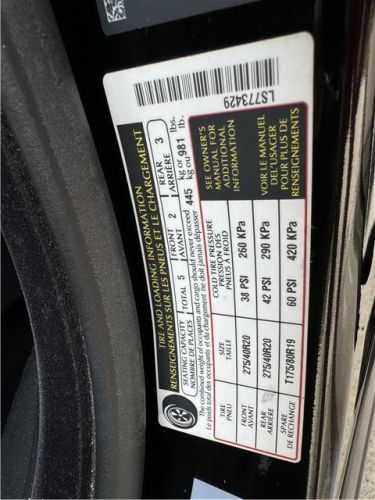 LS773429
TIRE AND LOADING INFORMATION
RENSEIGNEMENTS SUR LES PNEUS ET LE CHARGEMENT
SEATING CAPACITY
NOMBRE DE PLACES
TOTAL 5
FRONT
AVANT 2
REAR
ARRIÈRE 3
The combined weight of occupants and cargo should never exceed
Le poids total des occupants et du chargement ne doit jamais dépasser
445 kg or 981 lbs.
kg ou lb.
TIRE
PNEU
SIZE
TAILLE
COLD TIRE PRESSURE
PRESSION DES
PNEUS À FROID
FRONT
AVANT
275/40R20
38 PSI 260 KPa
REAR
ARRIÈRE
275/40R20
42 PSI 290 KPa
SPARE
DE RECHANGE
T175/80R19
60 PSI 420 KPa
SEE OWNER'S
MANUAL FOR
ADDITIONAL
INFORMATION
VOIR LE MANUEL
DEL'USAGER
POUR PLUS DE
RENSEIGNEMENTS